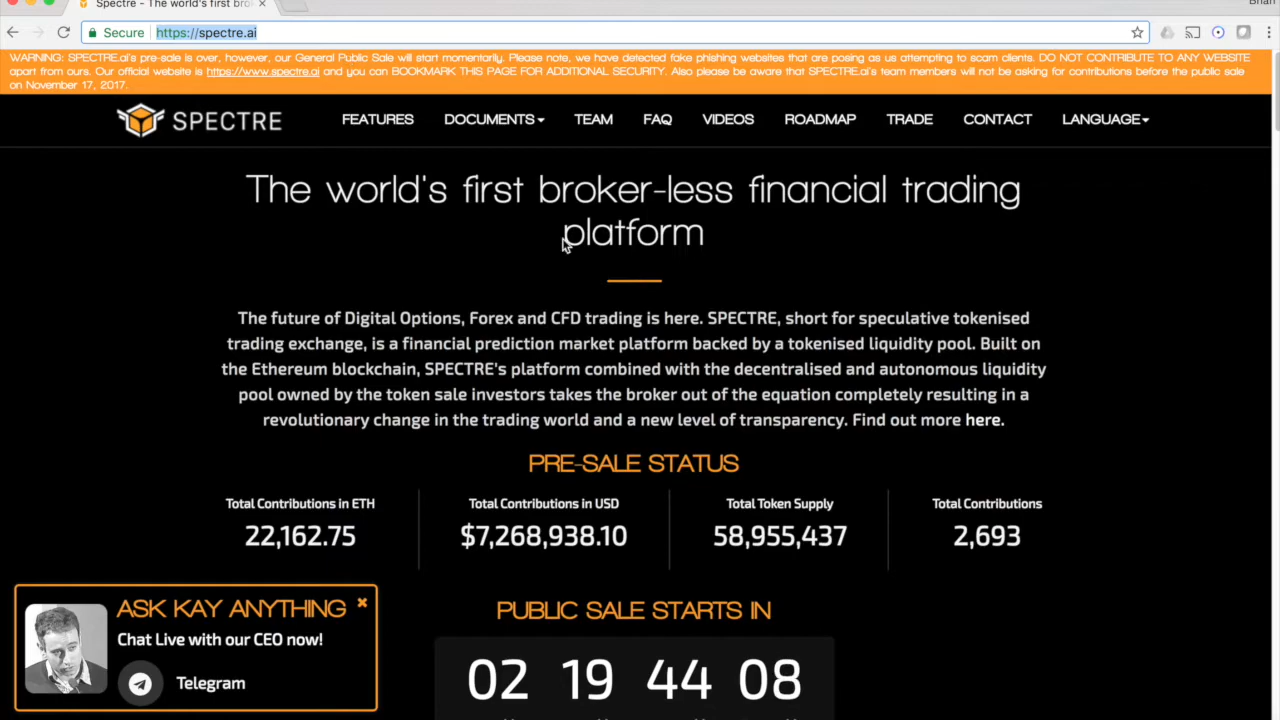 Brian
Spectre - The world's first brok
Secure
https://spectre.ai
WARNING: SPECTRE.ai's pre-sale is over, however, our General Public Sale will start momentarily. Please note, we have detected fake phishing websites that are posing as us attempting to scam clients. DO NOT CONTRIBUTE TO ANY WEBSITE
apart from ours. Our official website is https://www.spectre.ai and you can BOOKMARK THIS PAGE FOR ADDITIONAL SECURITY. Also please be aware that SPECTRE.ai's team members will not be asking for contributions before the public sale
on November 17, 2017.
SPECTRE FEATURES DOCUMENTS TEAM FAQ VIDEOS ROADMAP TRADE CONTACT LANGUAGE
The world's first broker-less financial trading
platform
The future of Digital Options, Forex and CFD trading is here. SPECTRE, short for speculative tokenised
trading exchange, is a financial prediction market platform backed by a tokenised liquidity pool. Built on
the Ethereum blockchain, SPECTRE's platform combined with the decentralised and autonomous liquidity
pool owned by the token sale investors takes the broker out of the equation completely resulting in a
revolutionary change in the trading world and a new level of transparency. Find out more here.
PRE-SALE STATUS
Total Contributions in ETH Total Contributions in USD Total Token Supply Total Contributions
22,162.75 $7,268,938.10 58,955,437 2,693
ASK KAY ANYTHING
Chat Live with our CEO now!
Telegram
PUBLIC SALE STARTS IN
02 19 44 08